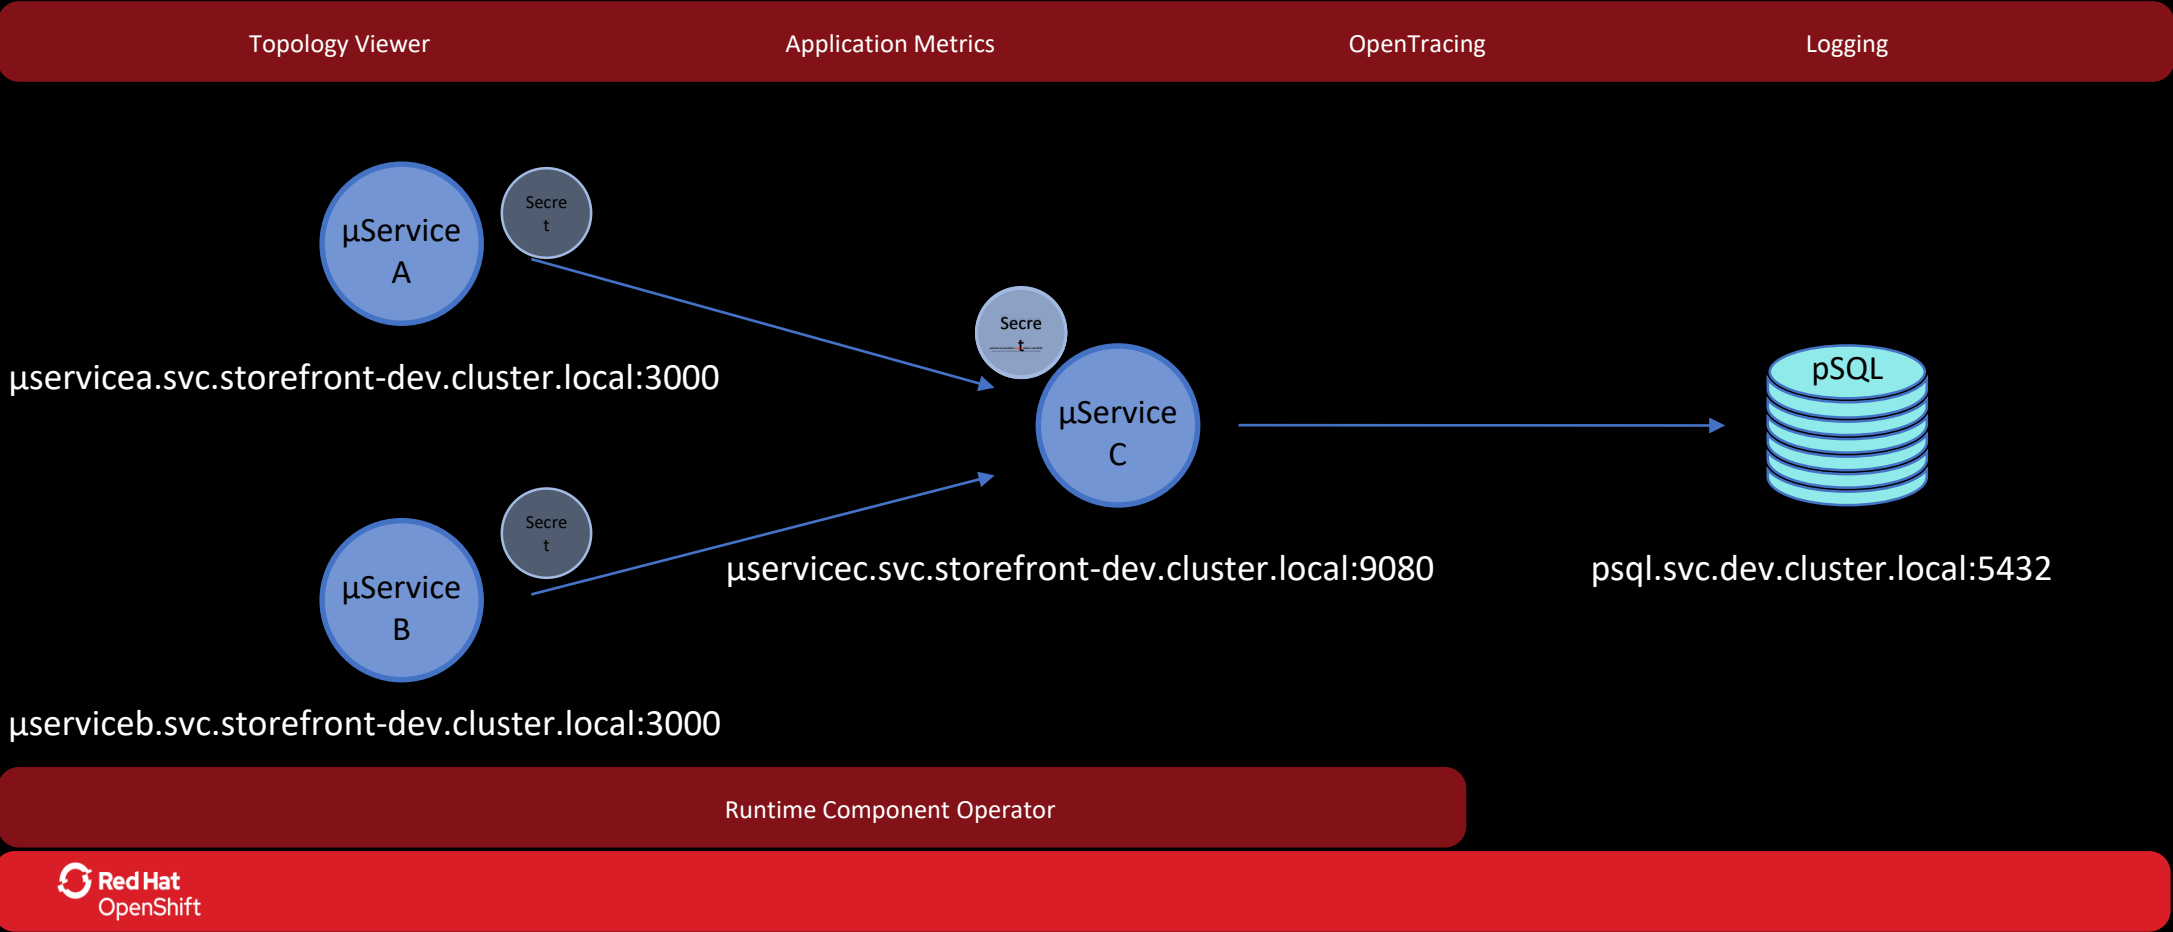 Topology Viewer
Application Metrics
OpenTracing
Logging
µService
A
Secre
t
µservicea.svc.storefront-dev.cluster.local:3000
Secre
t
µService
C
pSQL
µService
B
Secre
t
µservicec.svc.storefront-dev.cluster.local:9080
psql.svc.dev.cluster.local:5432
µserviceb.svc.storefront-dev.cluster.local:3000
Runtime Component Operator
Red Hat
OpenShift